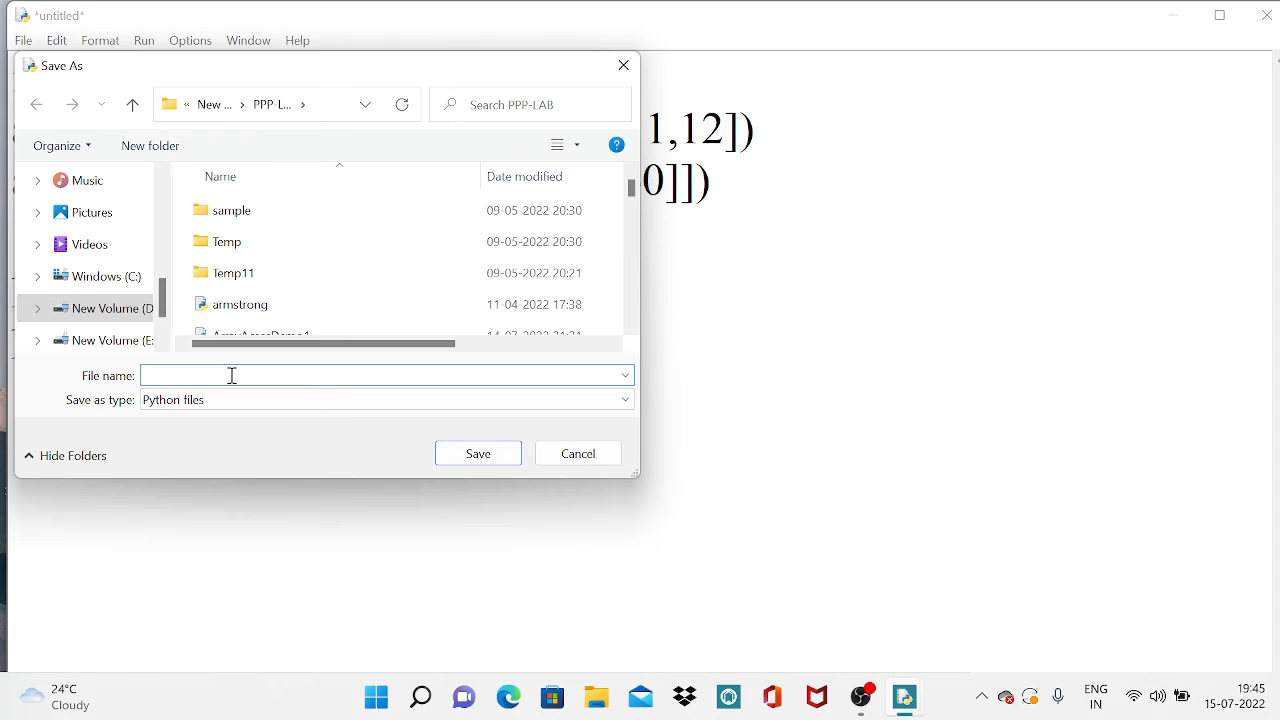 *untitled*
File Edit Format Run Options Window Help
Save As
« New ... › PPP-L... ›
Search PPP-LAB
1,12])
0]])
Organize
New folder
Name
Date modified
Music
Pictures
Videos
Windows (C:)
New Volume (D
New Volume (E:
sample 09-05-2022 20:30
Temp 09-05-2022 20:30
Temp11 09-05-2022 20:21
armstrong 11-04-2022 17:38
File name:
Save as type: Python files
Hide Folders
Save
Cancel
24°C
Cloudy
ENG
IN
19:45
15-07-2022